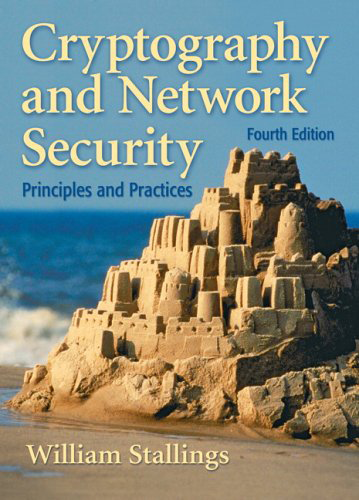 Cryptography
and Network
Security
Fourth Edition
Principles and Practices
William Stallings